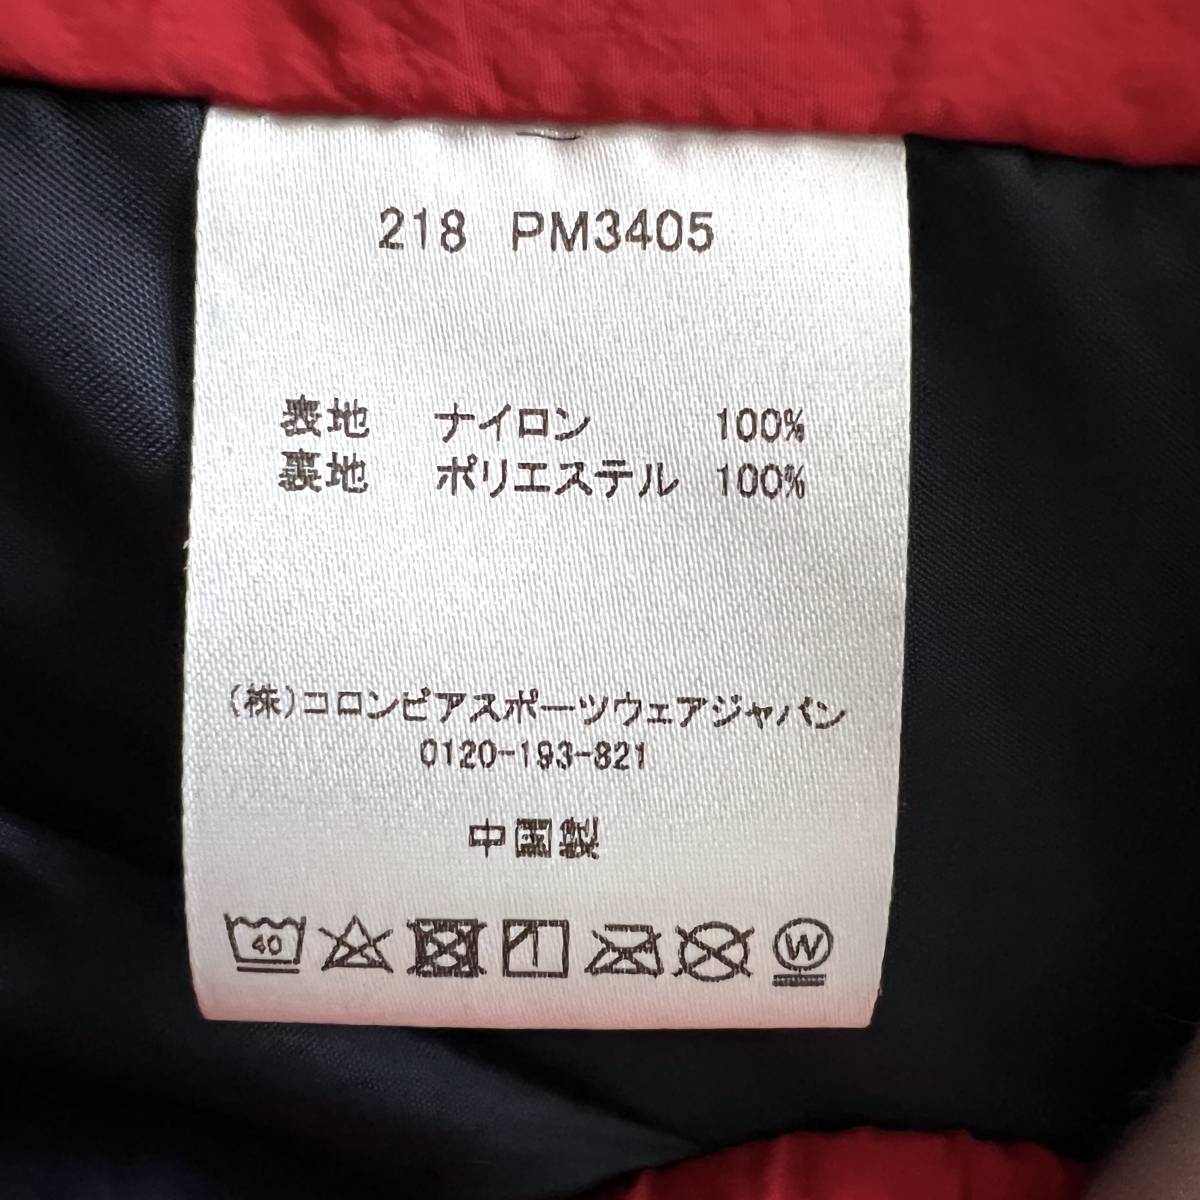 218 PM3405
表地 ナイロン 100%
裏地 ポリエステル 100%
(株)コロンビアスポーツウェアジャパン
0120-193-821
中国製
40 W